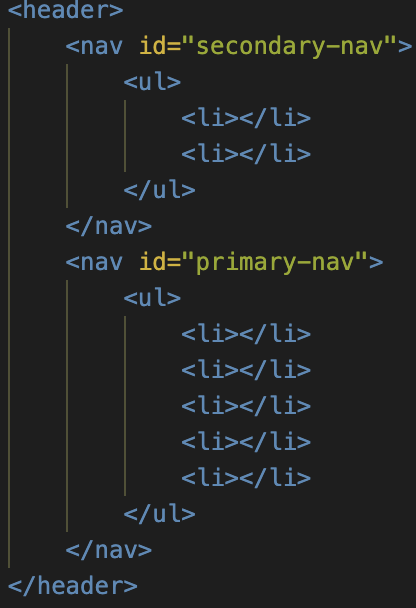 <header>
    <nav id="secondary-nav">
        <ul>
            <li></li>
            <li></li>
        </ul>
    </nav>
    <nav id="primary-nav">
        <ul>
            <li></li>
            <li></li>
            <li></li>
            <li></li>
            <li></li>
        </ul>
    </nav>
</header>